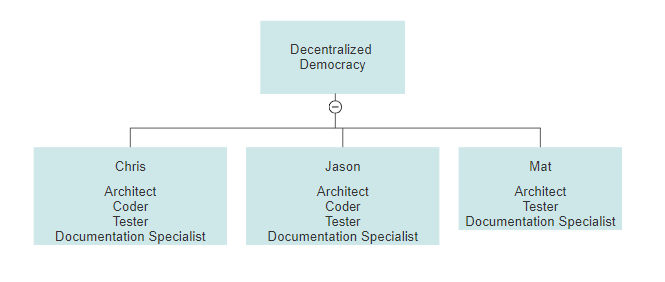 Decentralized
Democracy
Chris
Architect
Coder
Tester
Documentation Specialist
Jason
Architect
Coder
Tester
Documentation Specialist
Mat
Architect
Tester
Documentation Specialist